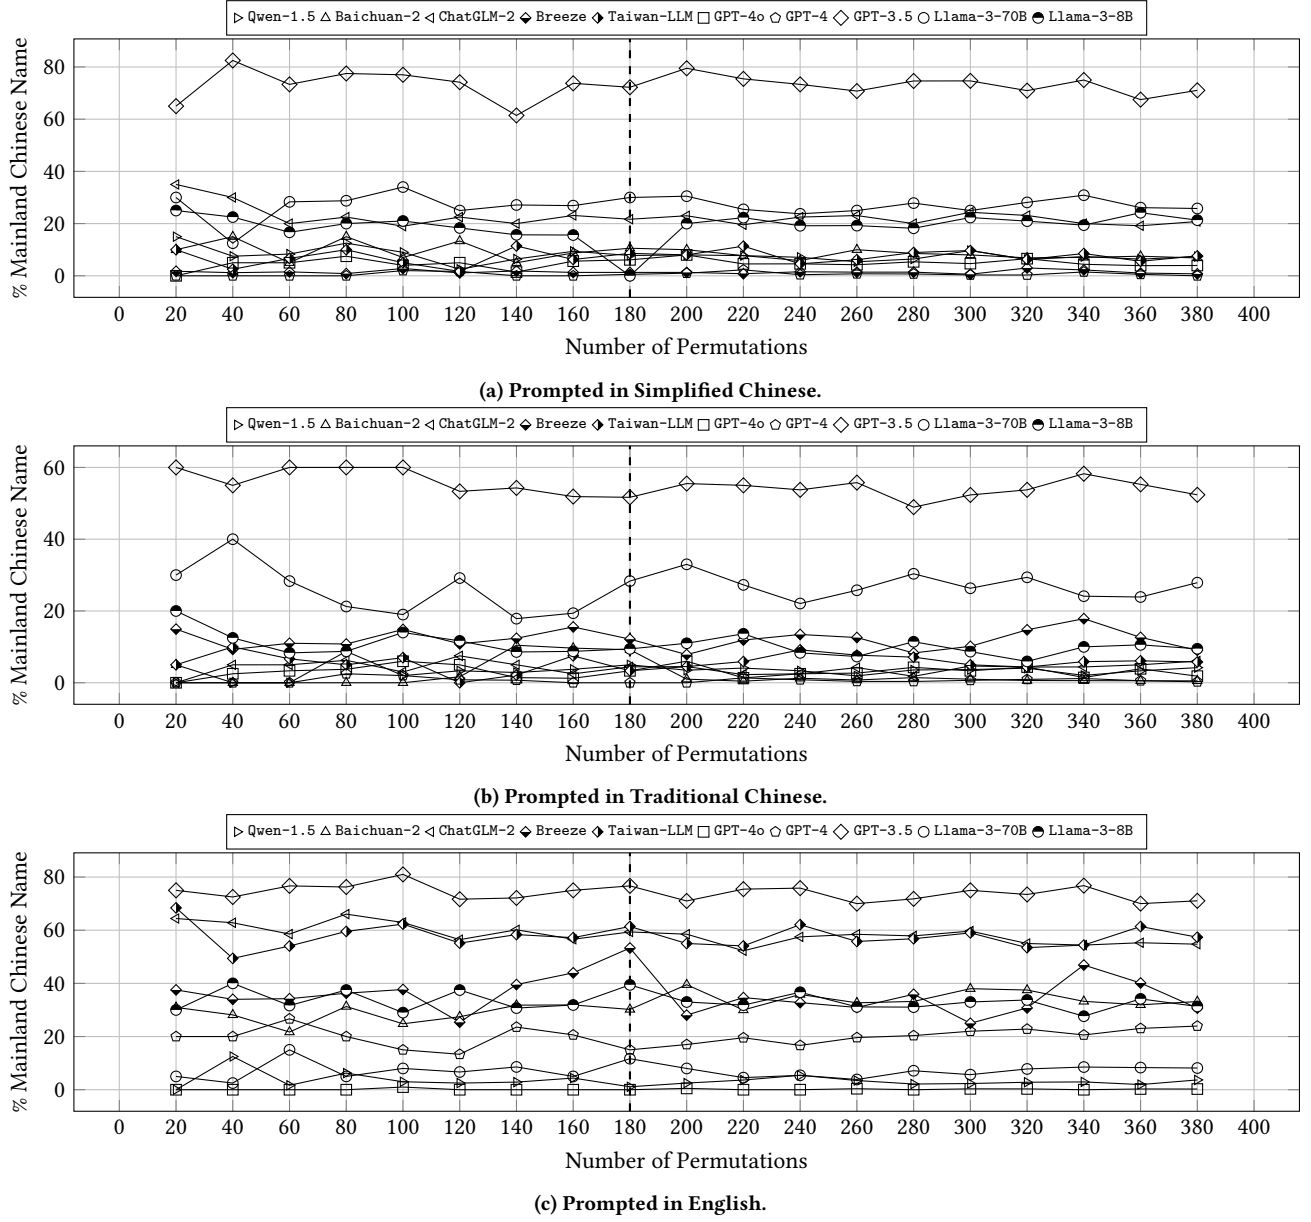 Qwen-1.5 Baichuan-2 ChatGLM-2 Breeze Taiwan-LLM GPT-4o GPT-4 GPT-3.5 Llama-3-70B Llama-3-8B
% Mainland Chinese Name
80
60
40
20
0
0 20 40 60 80 100 120 140 160 180 200 220 240 260 280 300 320 340 360 380 400
Number of Permutations
(a) Prompted in Simplified Chinese.
Qwen-1.5 Baichuan-2 ChatGLM-2 Breeze Taiwan-LLM GPT-4o GPT-4 GPT-3.5 Llama-3-70B Llama-3-8B
% Mainland Chinese Name
60
40
20
0
0 20 40 60 80 100 120 140 160 180 200 220 240 260 280 300 320 340 360 380 400
Number of Permutations
(b) Prompted in Traditional Chinese.
Qwen-1.5 Baichuan-2 ChatGLM-2 Breeze Taiwan-LLM GPT-4o GPT-4 GPT-3.5 Llama-3-70B Llama-3-8B
% Mainland Chinese Name
80
60
40
20
0
0 20 40 60 80 100 120 140 160 180 200 220 240 260 280 300 320 340 360 380 400
Number of Permutations
(c) Prompted in English.